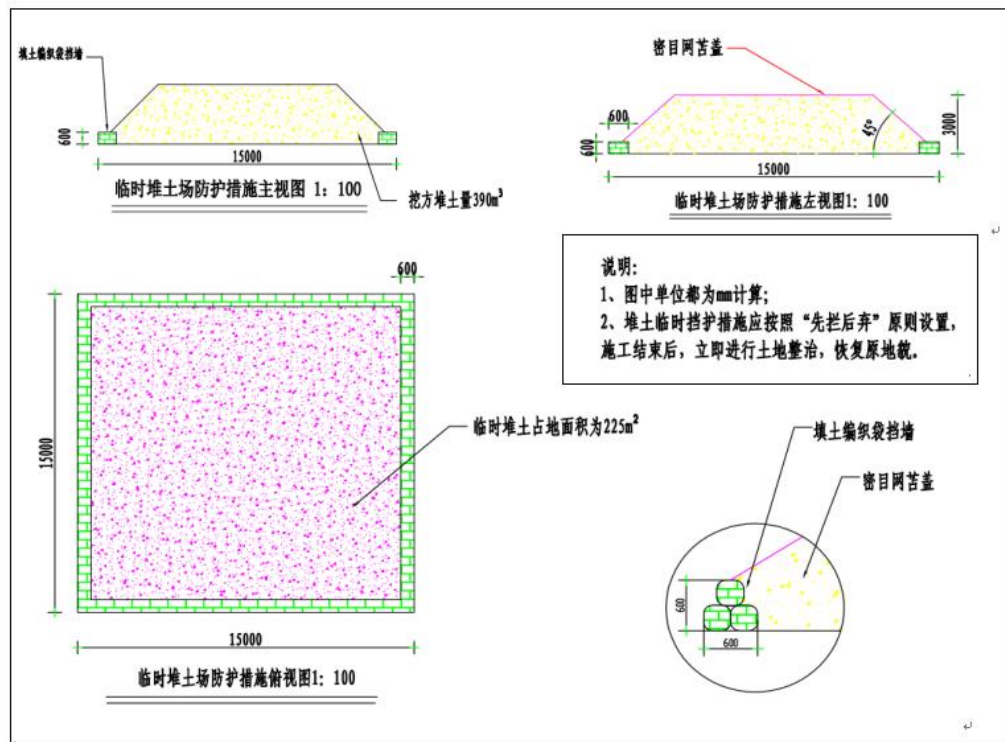 填土编织袋挡墙
600
15000
临时堆土场防护措施主视图 1：100
挖方堆土量390m³
密目网苫盖
600
600
45°
3000
15000
临时堆土场防护措施左视图1：100
说明：
1、图中单位都为mm计算；
2、堆土临时挡护措施应按照“先拦后弃”原则设置，
施工结束后，立即进行土地整治，恢复原地貌.
600
15000
临时堆土占地面积为225m²
15000
临时堆土场防护措施俯视图1：100
填土编织袋挡墙
密目网苫盖
600
600